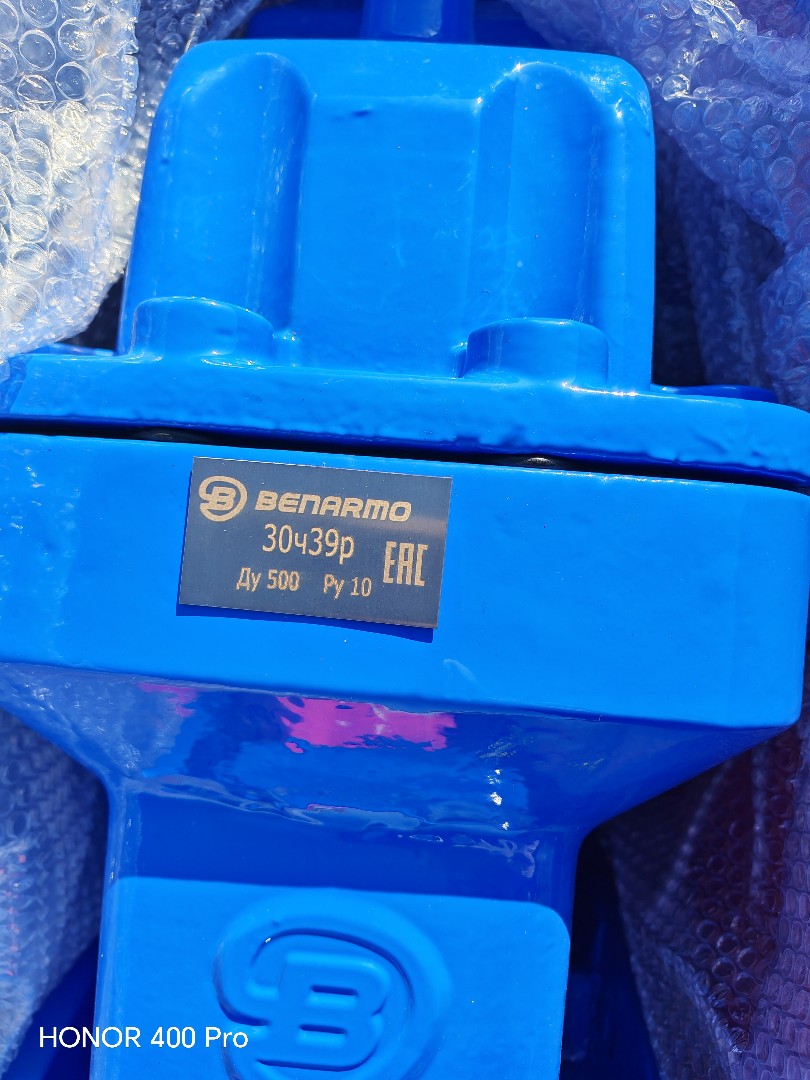 B BENARMO
30ч39р
ЕАС
Ду 500 Ру 10
B
HONOR 400 Pro